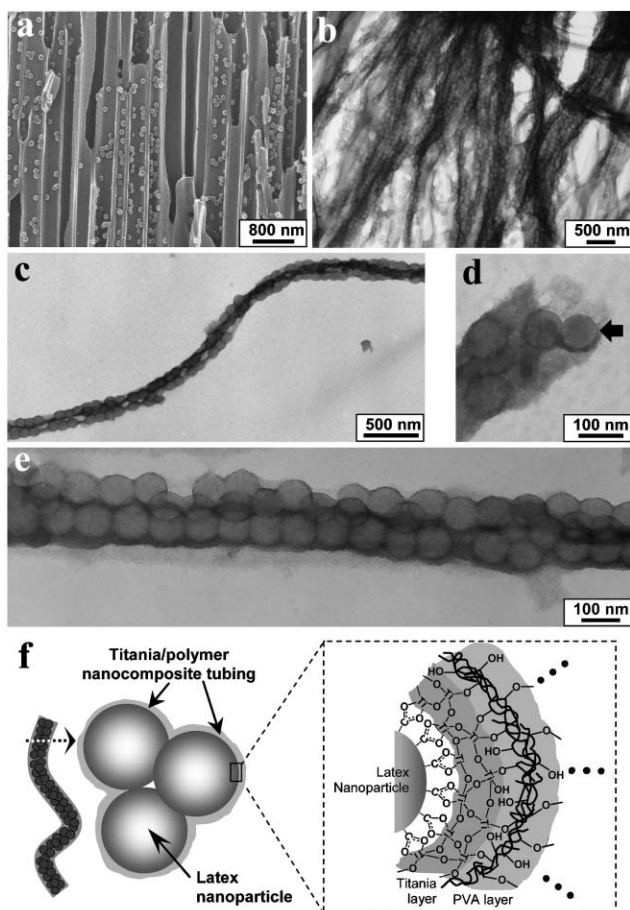 a
800 nm
b
500 nm
c
500 nm
d
100 nm
e
100 nm
f
Titania/polymer
nanocomposite tubing
Latex
nanoparticle
Latex
Nanoparticle
Titania
layer
PVA layer
HO
OH
OH
HO
OH
HO
OH
OH